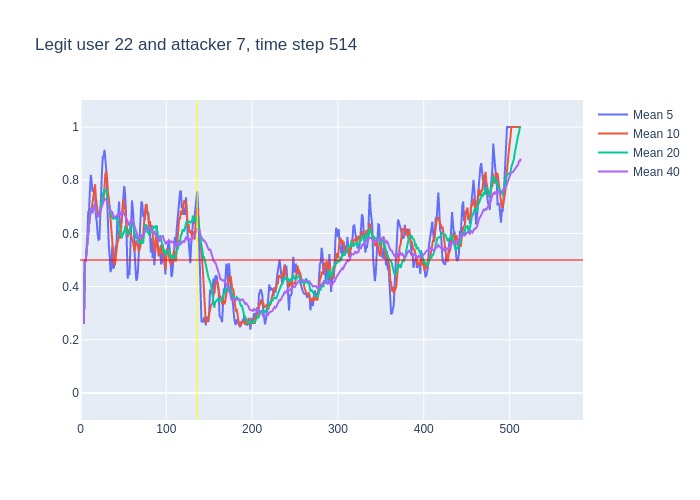 Legit user 22 and attacker 7, time step 514
1
0.8
0.6
0.4
0.2
0
0 100 200 300 400 500
Mean 5
Mean 10
Mean 20
Mean 40